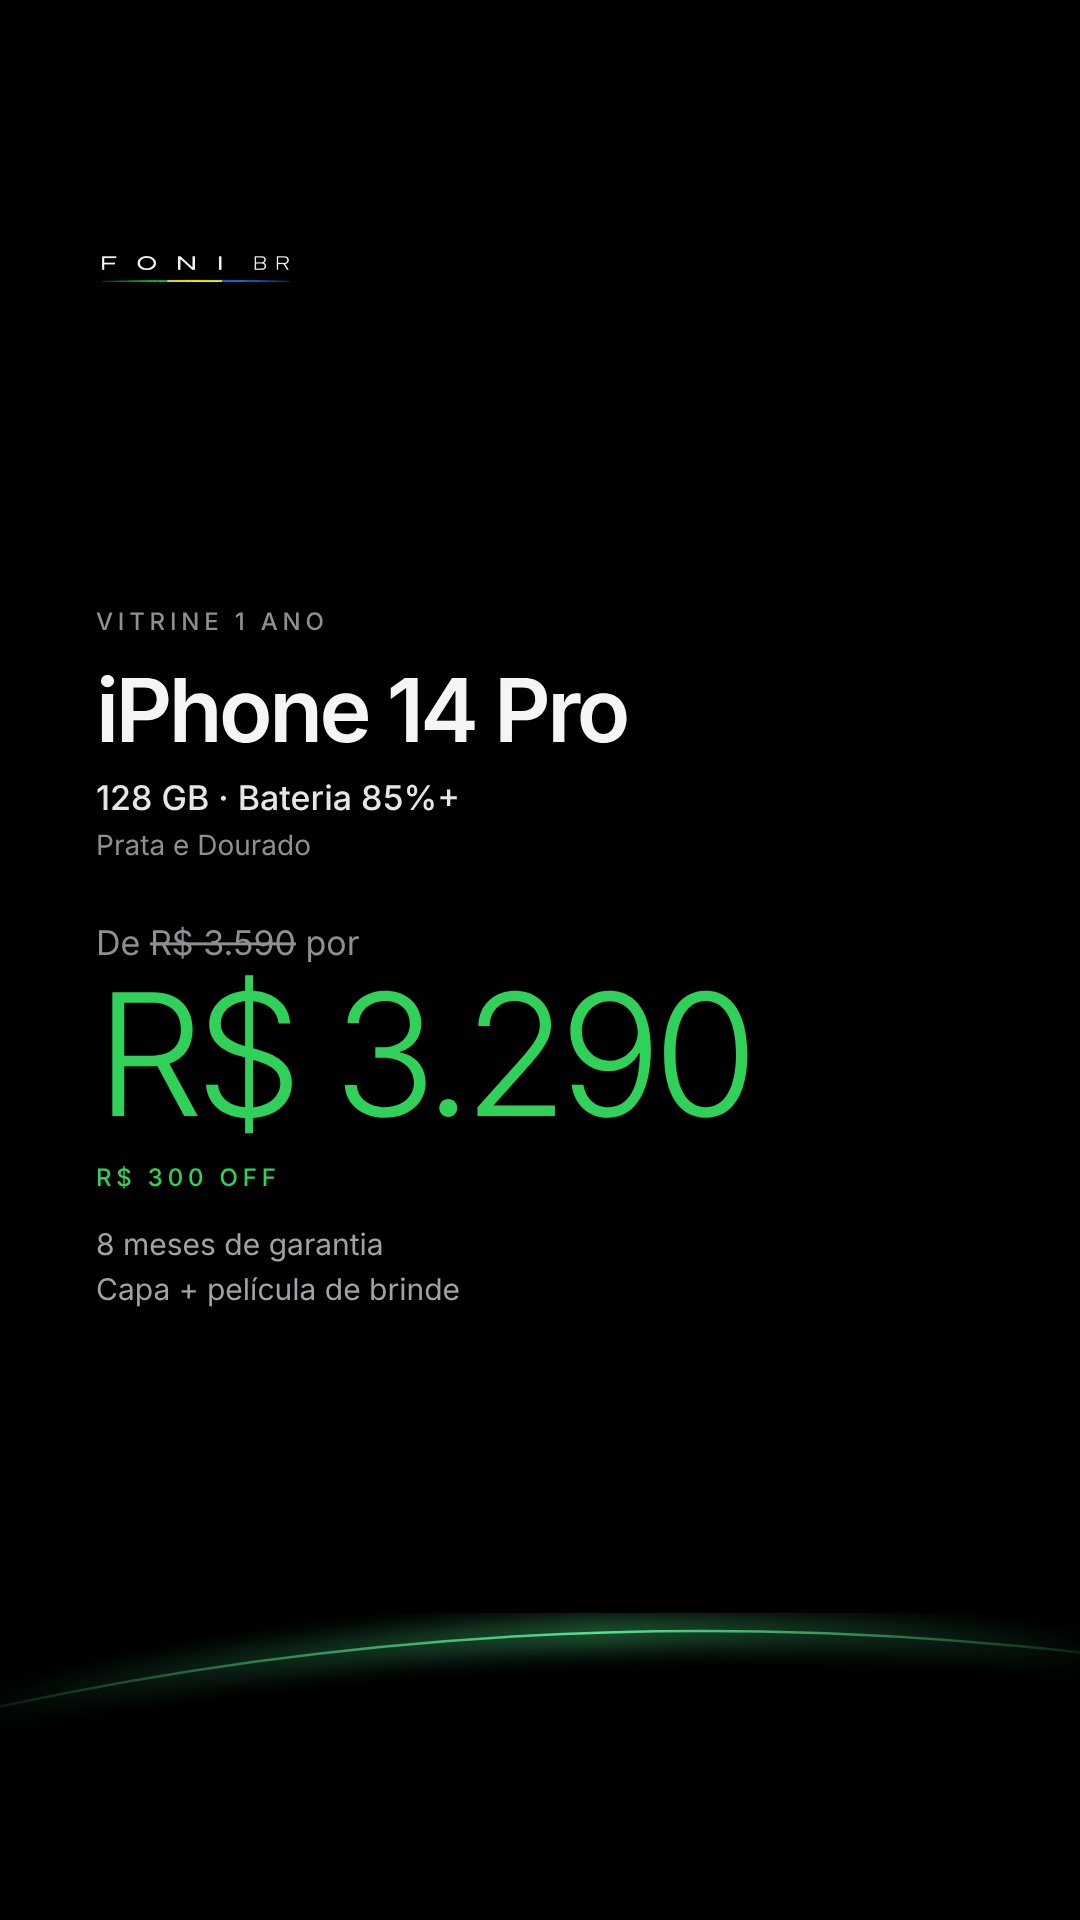 FONI BR
VITRINE 1 ANO
iPhone 14 Pro
128 GB · Bateria 85%+
Prata e Dourado
De R$ 3.590 por
R$ 3.290
R$ 300 OFF
8 meses de garantia
Capa + película de brinde